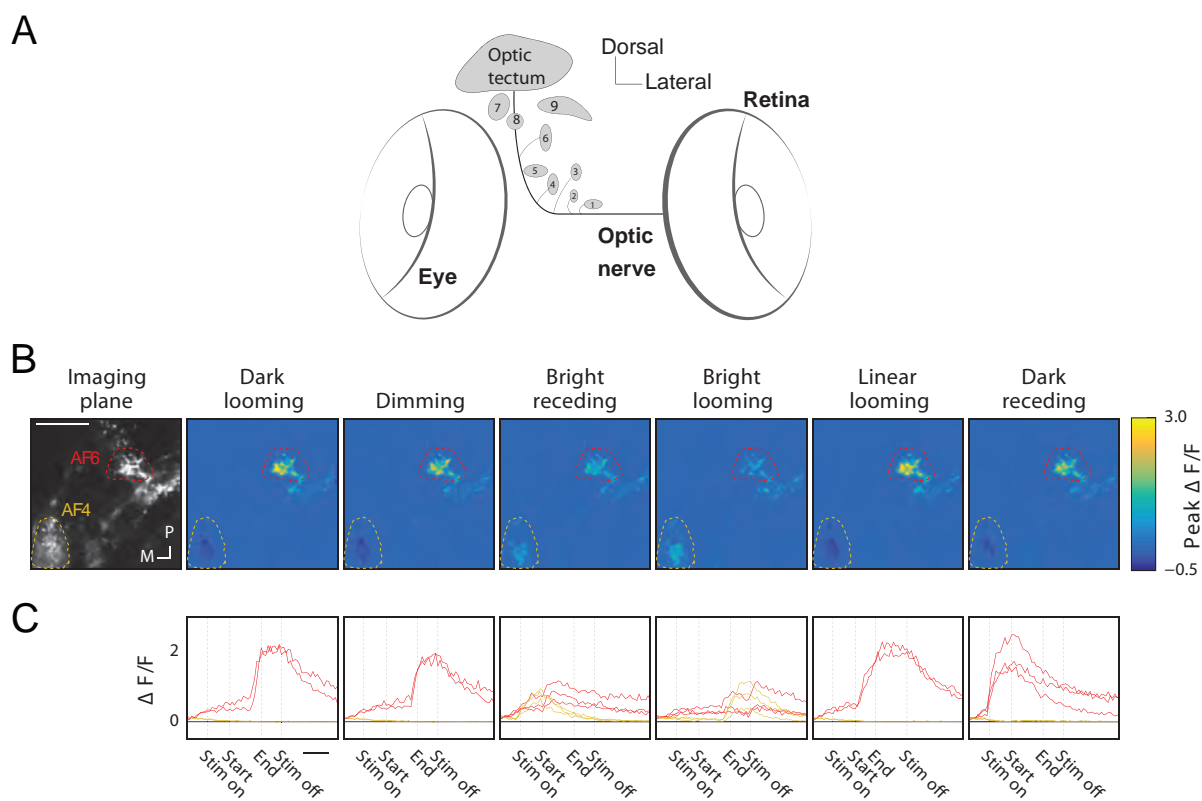 A
Optic
tectum
Dorsal
Lateral
Retina
7
8
9
6
5
4
3
2
1
Optic
nerve
Eye
B
Imaging
plane
Dark
looming
Dimming
Bright
receding
Bright
looming
Linear
looming
Dark
receding
AF6
AF4
P
M
3.0
Peak Δ F/F
−0.5
C
Δ F/F
2
0
Stim on
Start
End
Stim off
Stim on
Start
End
Stim off
Stim on
Start
End
Stim off
Stim on
Start
End
Stim off
Stim on
Start
End
Stim off
Stim on
Start
End
Stim off